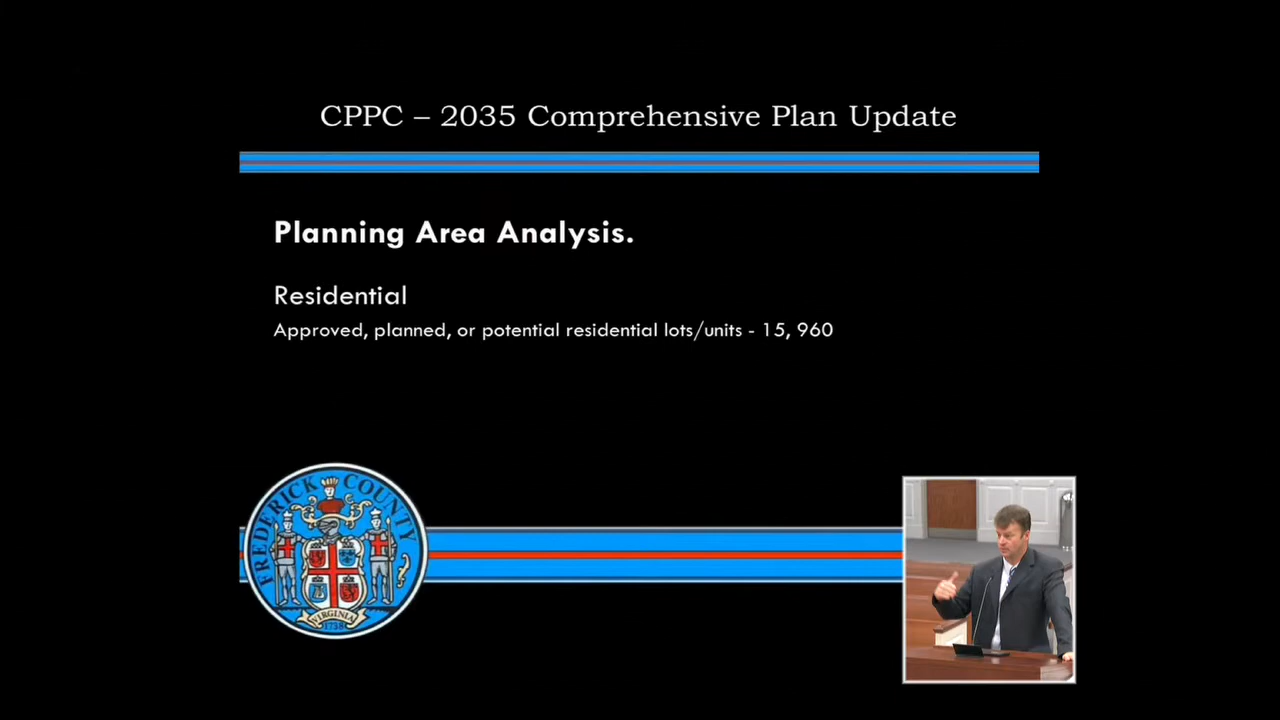 CPPC – 2035 Comprehensive Plan Update
Planning Area Analysis.
Residential
Approved, planned, or potential residential lots/units - 15, 960
FREDERICK COUNTY
VIRGINIA
1738